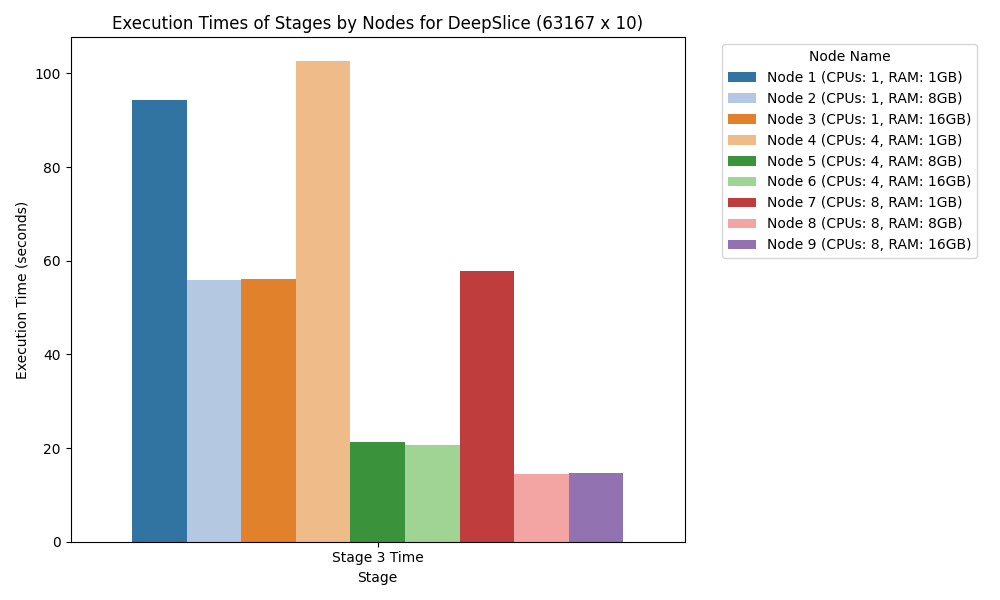 Execution Times of Stages by Nodes for DeepSlice (63167 x 10)
Execution Time (seconds)
100
80
60
40
20
0
Stage 3 Time
Stage
Node Name
Node 1 (CPUs: 1, RAM: 1GB)
Node 2 (CPUs: 1, RAM: 8GB)
Node 3 (CPUs: 1, RAM: 16GB)
Node 4 (CPUs: 4, RAM: 1GB)
Node 5 (CPUs: 4, RAM: 8GB)
Node 6 (CPUs: 4, RAM: 16GB)
Node 7 (CPUs: 8, RAM: 1GB)
Node 8 (CPUs: 8, RAM: 8GB)
Node 9 (CPUs: 8, RAM: 16GB)